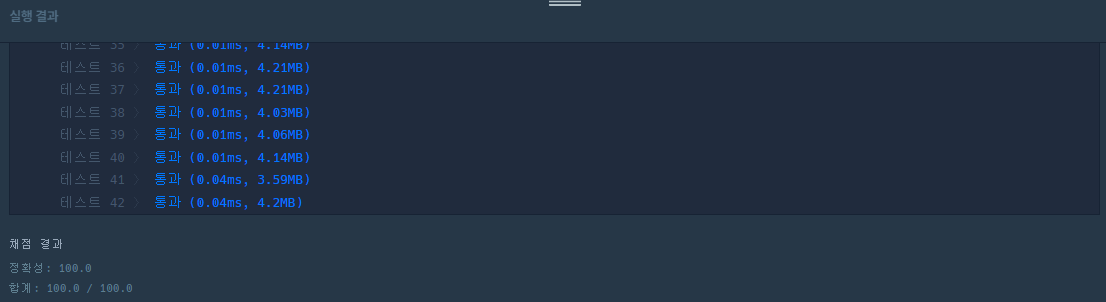 실행 결과
테스트 35 〉 통과 (0.01ms, 4.14MB)
테스트 36 〉 통과 (0.01ms, 4.21MB)
테스트 37 〉 통과 (0.01ms, 4.21MB)
테스트 38 〉 통과 (0.01ms, 4.03MB)
테스트 39 〉 통과 (0.01ms, 4.06MB)
테스트 40 〉 통과 (0.01ms, 4.14MB)
테스트 41 〉 통과 (0.04ms, 3.59MB)
테스트 42 〉 통과 (0.04ms, 4.2MB)
채점 결과
정확성: 100.0
합계: 100.0 / 100.0